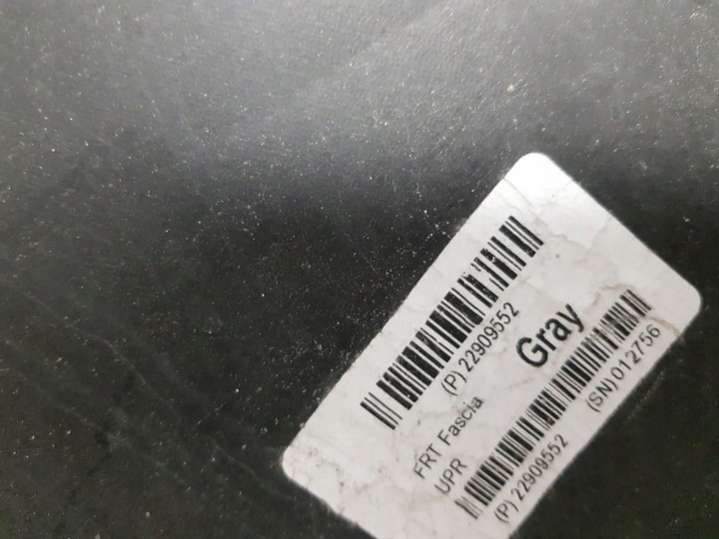 (P) 22909552
Gray
FRT Fascia
UPR
(P) 22909552 (SN) 012756